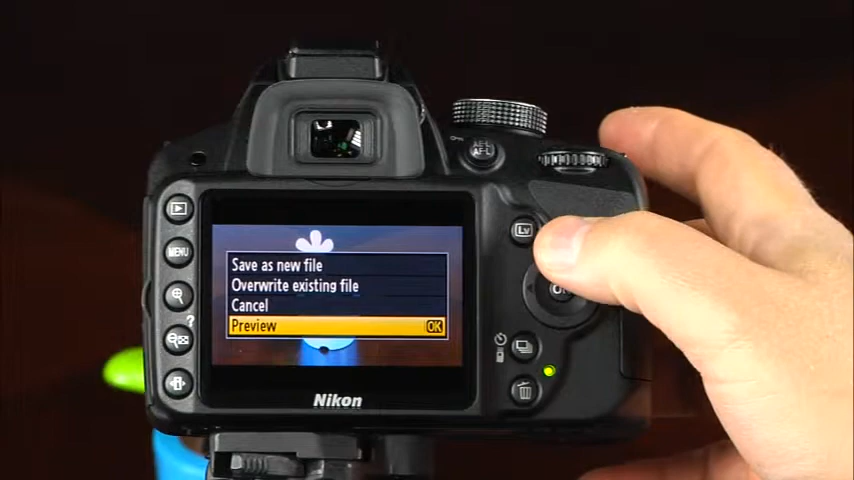 AE-L
AF-L
Lv
MENU
Save as new file
Overwrite existing file
Cancel
Preview OK
OK
?
Nikon